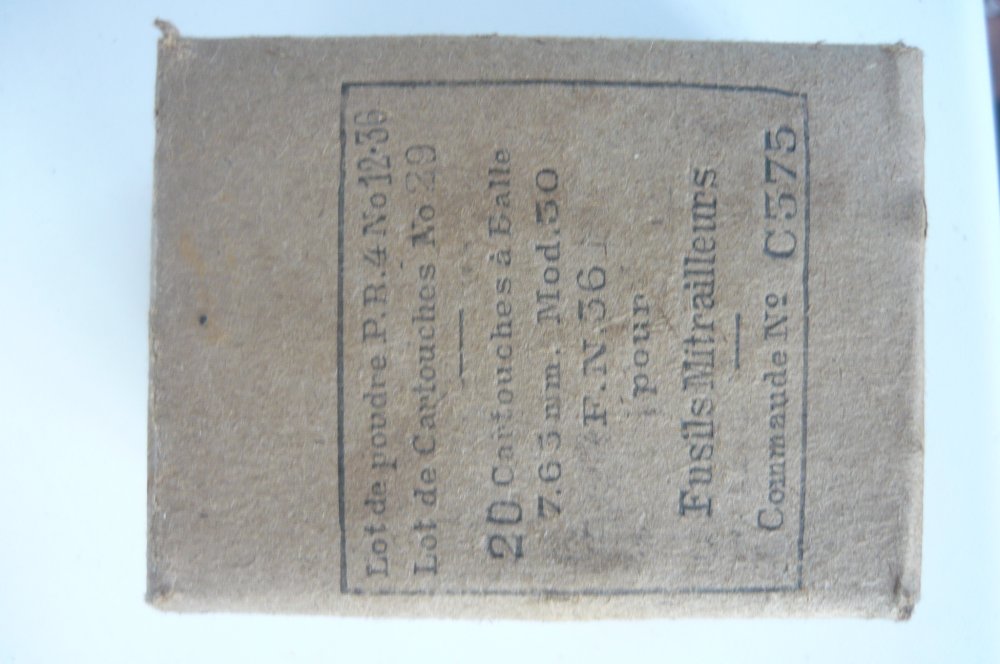 Lot de poudre P.R.4 No 12·36
Lot de Cartouches No 29
20 Cartouches à Balle
7.65 mm. Mod. 30
F.N. 36
pour
Fusils Mitrailleurs
Commande Nº C375